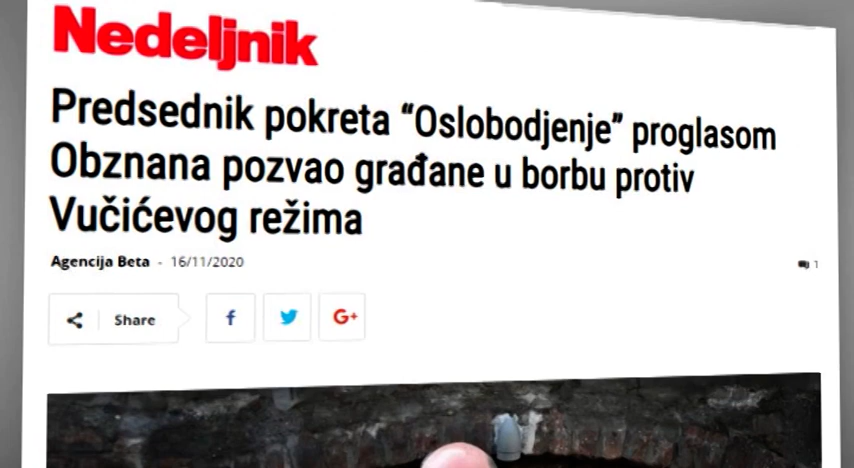 Nedeljnik
Predsednik pokreta “Oslobodjenje” proglasom
Obznana pozvao građane u borbu protiv
Vučićevog režima
Agencija Beta - 16/11/2020
1
Share
f
G+